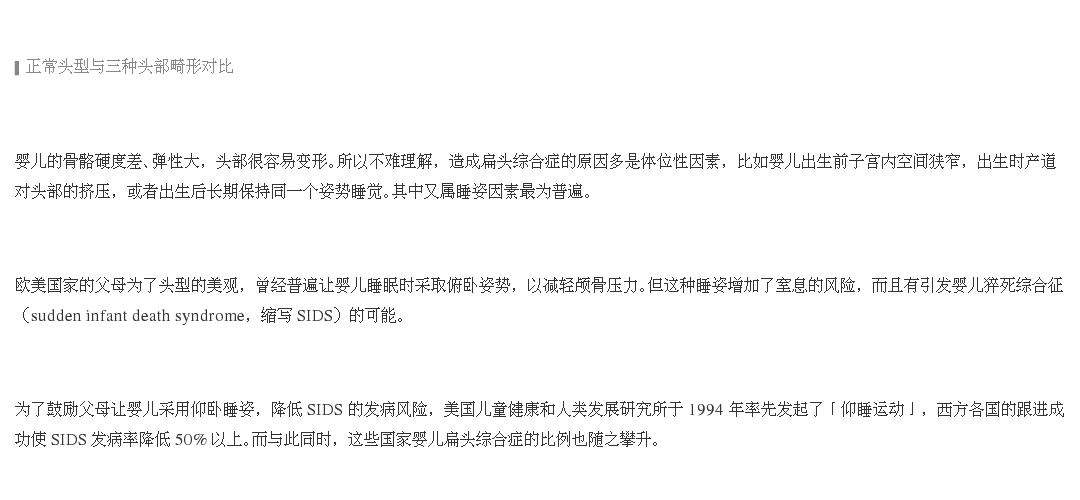 ▌正常头型与三种头部畸形对比
婴儿的骨骼硬度差、弹性大，头部很容易变形。所以不难理解，造成扁头综合症的原因多是体位性因素，比如婴儿出生前子宫内空间狭窄，出生时产道
对头部的挤压，或者出生后长期保持同一个姿势睡觉。其中又属睡姿因素最为普遍。
欧美国家的父母为了头型的美观，曾经普遍让婴儿睡眠时采取俯卧姿势，以减轻颅骨压力。但这种睡姿增加了窒息的风险，而且有引发婴儿猝死综合征
（sudden infant death syndrome，缩写 SIDS）的可能。
为了鼓励父母让婴儿采用仰卧睡姿，降低 SIDS 的发病风险，美国儿童健康和人类发展研究所于 1994 年率先发起了「仰睡运动」，西方各国的跟进成
功使 SIDS 发病率降低 50% 以上。而与此同时，这些国家婴儿扁头综合症的比例也随之攀升。